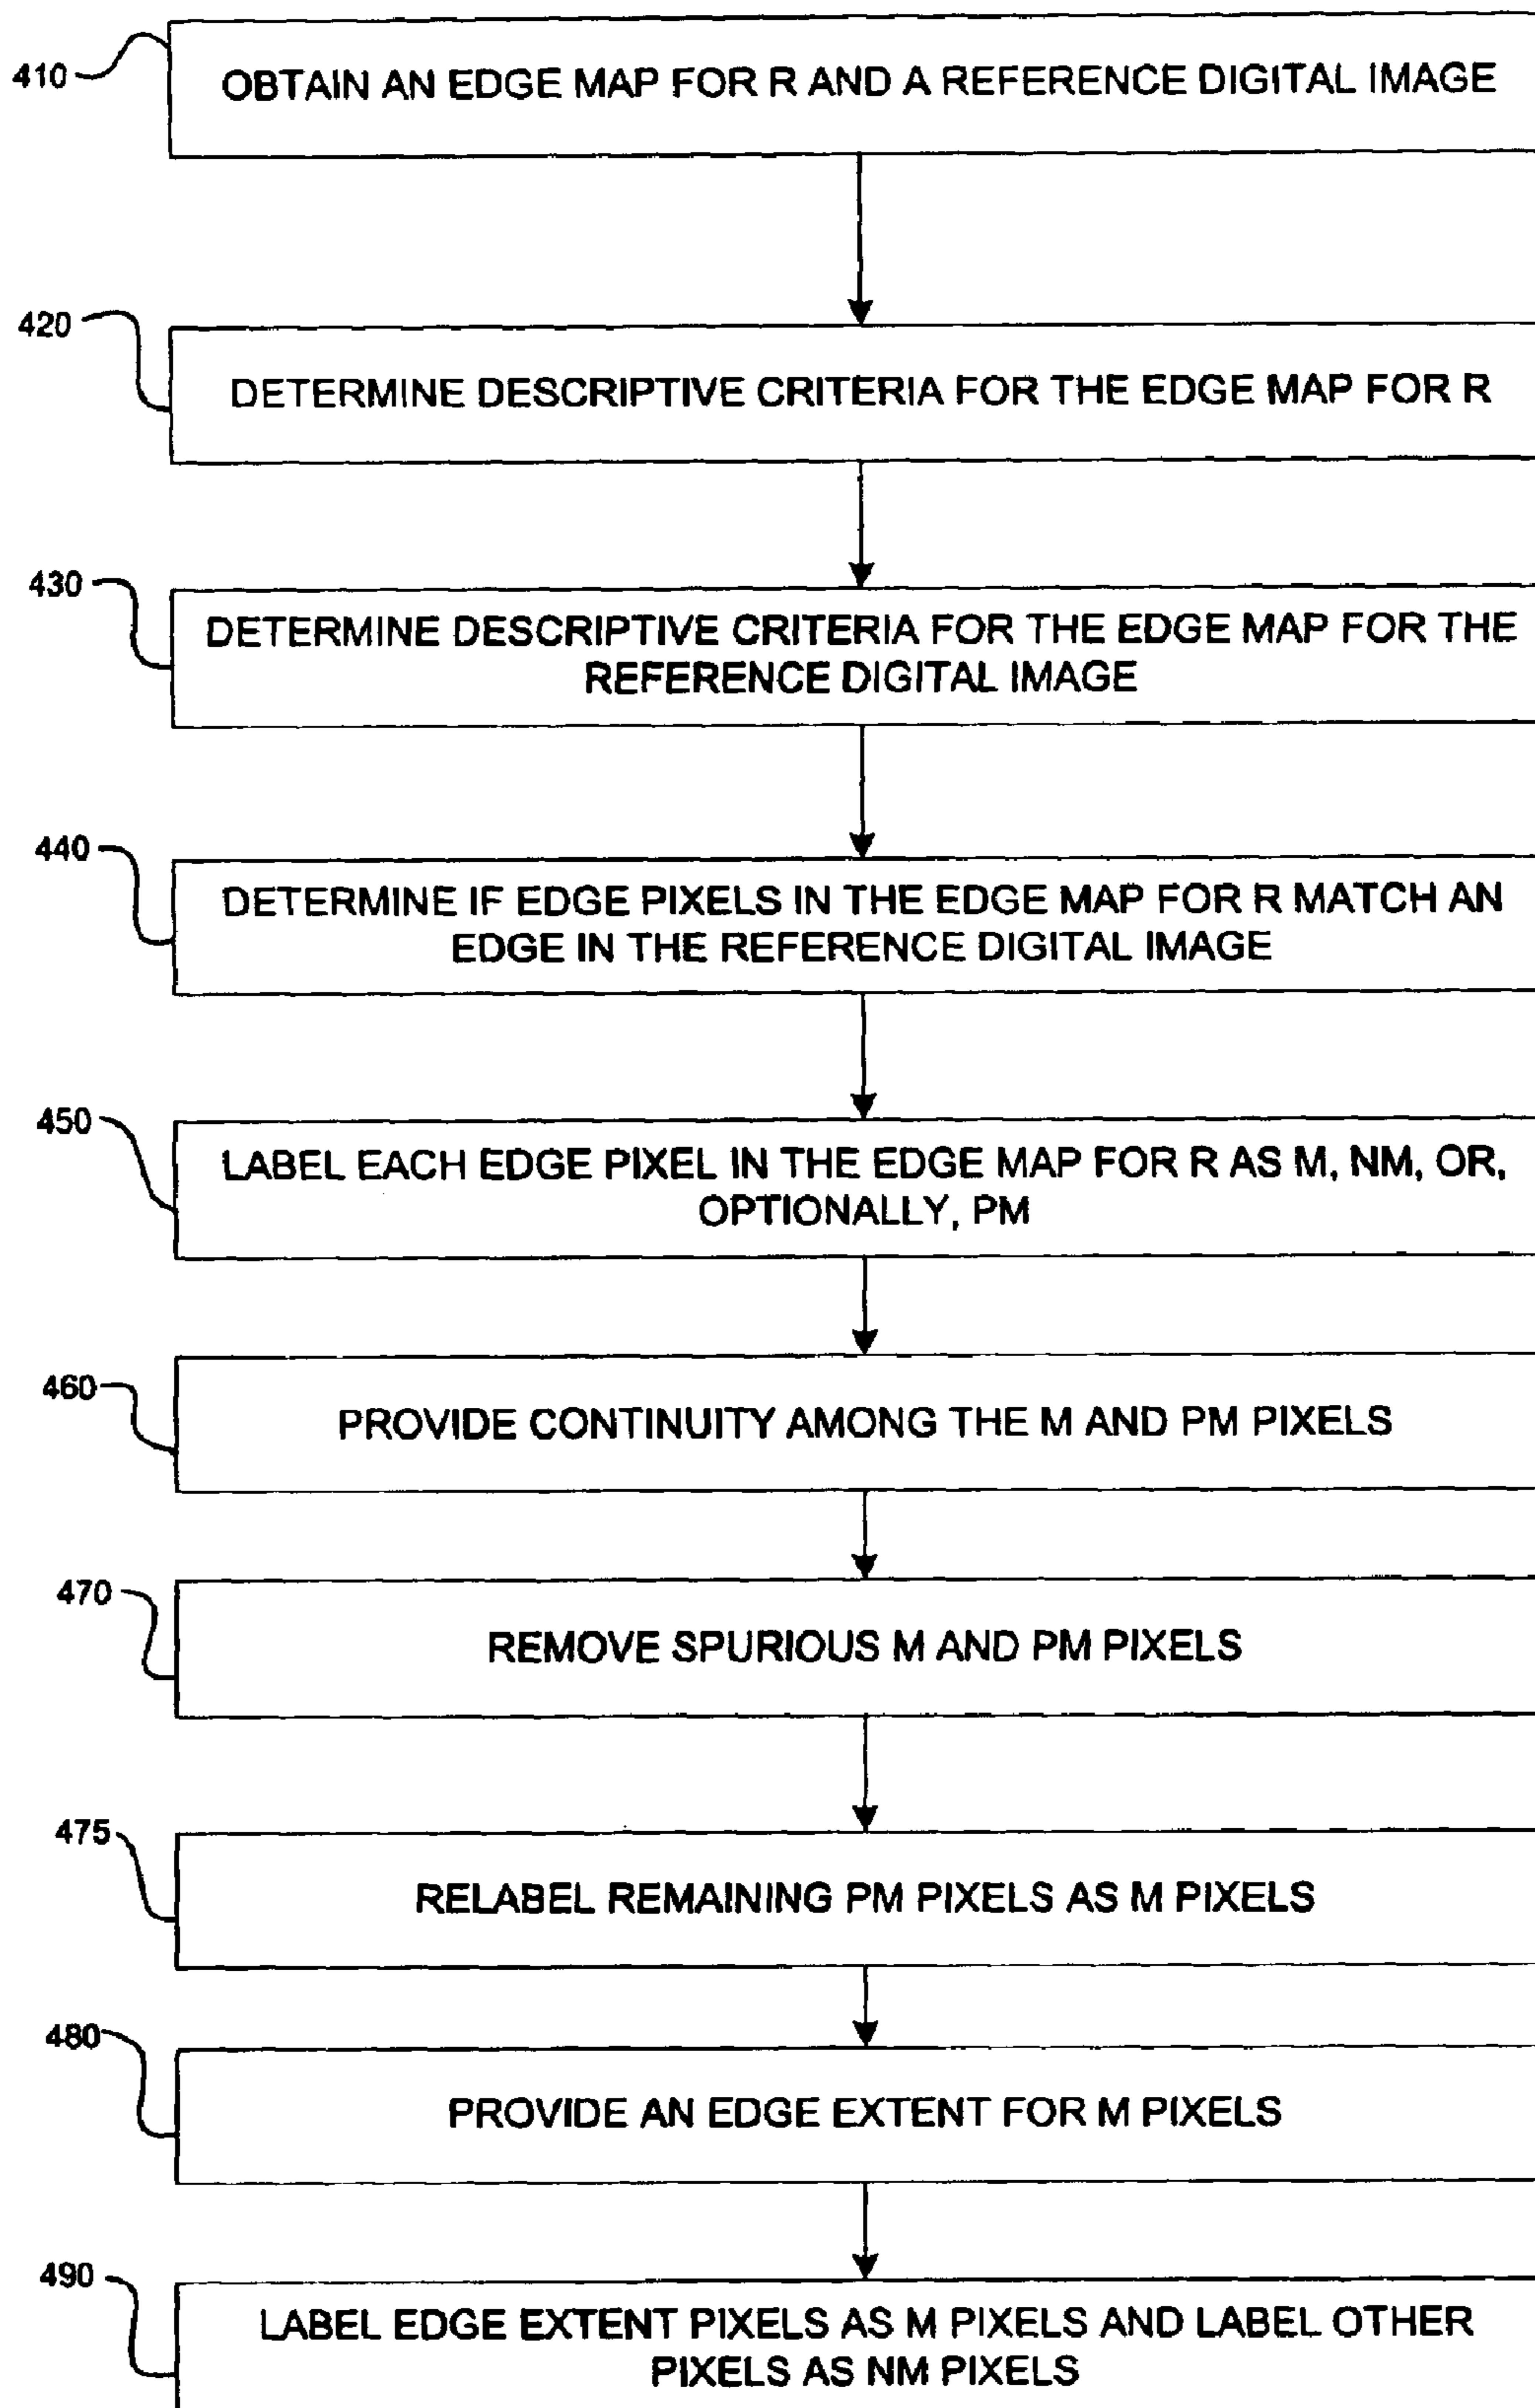 410
OBTAIN AN EDGE MAP FOR R AND A REFERENCE DIGITAL IMAGE
420
DETERMINE DESCRIPTIVE CRITERIA FOR THE EDGE MAP FOR R
430
DETERMINE DESCRIPTIVE CRITERIA FOR THE EDGE MAP FOR THE
REFERENCE DIGITAL IMAGE
440
DETERMINE IF EDGE PIXELS IN THE EDGE MAP FOR R MATCH AN
EDGE IN THE REFERENCE DIGITAL IMAGE
450
LABEL EACH EDGE PIXEL IN THE EDGE MAP FOR R AS M, NM, OR,
OPTIONALLY, PM
460
PROVIDE CONTINUITY AMONG THE M AND PM PIXELS
470
REMOVE SPURIOUS M AND PM PIXELS
475
RELABEL REMAINING PM PIXELS AS M PIXELS
480
PROVIDE AN EDGE EXTENT FOR M PIXELS
490
LABEL EDGE EXTENT PIXELS AS M PIXELS AND LABEL OTHER
PIXELS AS NM PIXELS